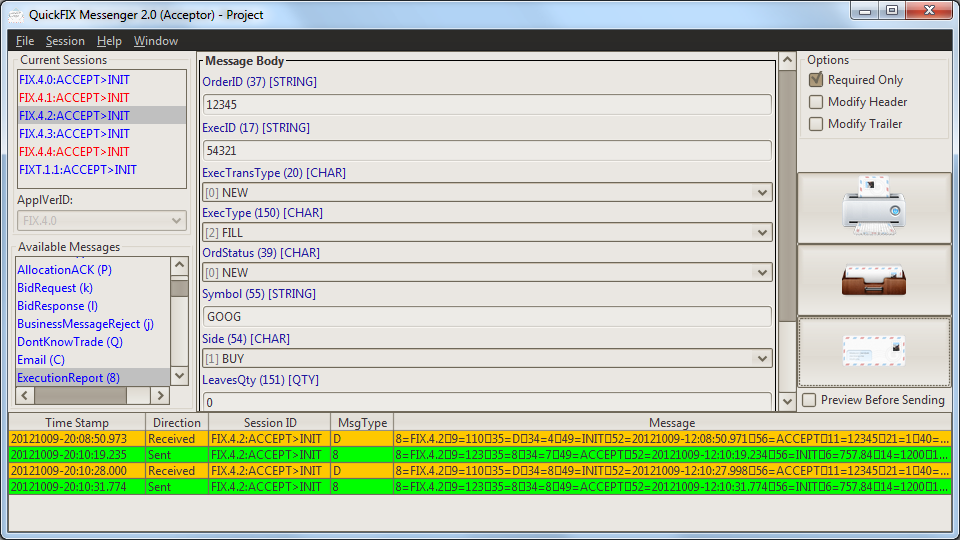 QuickFIX Messenger 2.0 (Acceptor) - Project
File Session Help Window
Current Sessions
FIX.4.0:ACCEPT>INIT
FIX.4.1:ACCEPT>INIT
FIX.4.2:ACCEPT>INIT
FIX.4.3:ACCEPT>INIT
FIX.4.4:ACCEPT>INIT
FIXT.1.1:ACCEPT>INIT
ApplVerID:
FIX.4.0
Available Messages
AllocationACK (P)
BidRequest (k)
BidResponse (l)
BusinessMessageReject (j)
DontKnowTrade (Q)
Email (C)
ExecutionReport (8)
Message Body
OrderID (37) [STRING]
12345
ExecID (17) [STRING]
54321
ExecTransType (20) [CHAR]
[0] NEW
ExecType (150) [CHAR]
[2] FILL
OrdStatus (39) [CHAR]
[0] NEW
Symbol (55) [STRING]
GOOG
Side (54) [CHAR]
[1] BUY
LeavesQty (151) [QTY]
0
Options
Required Only
Modify Header
Modify Trailer
Preview Before Sending
Time Stamp Direction Session ID MsgType Message
20121009-20:08:50.973 Received FIX.4.2:ACCEPT>INIT D 8=FIX.4.2□9=110□35=D□34=4□49=INIT□52=20121009-12:08:50.971□56=ACCEPT□11=12345□21=1□40=...
20121009-20:10:19.235 Sent FIX.4.2:ACCEPT>INIT 8 8=FIX.4.2□9=123□35=8□34=7□49=ACCEPT□52=20121009-12:10:19.234□56=INIT□6=757.84□14=1200□1...
20121009-20:10:28.000 Received FIX.4.2:ACCEPT>INIT D 8=FIX.4.2□9=110□35=D□34=8□49=INIT□52=20121009-12:10:27.998□56=ACCEPT□11=12345□21=1□40=...
20121009-20:10:31.774 Sent FIX.4.2:ACCEPT>INIT 8 8=FIX.4.2□9=123□35=8□34=8□49=ACCEPT□52=20121009-12:10:31.774□56=INIT□6=757.84□14=1200□1...